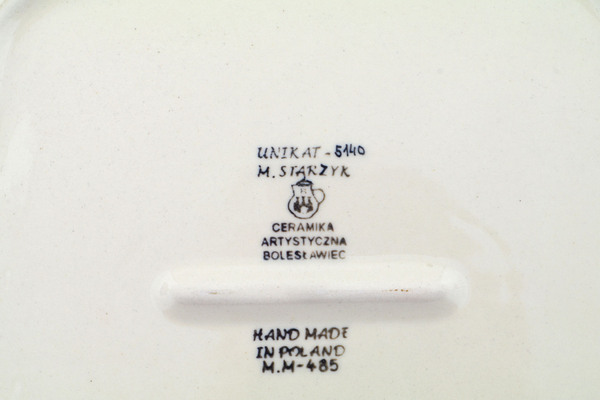 UNIKAT - 5140
M. STARZYK
CERAMIKA
ARTYSTYCZNA
BOLESŁAWIEC
HAND MADE
IN POLAND
M.M-485